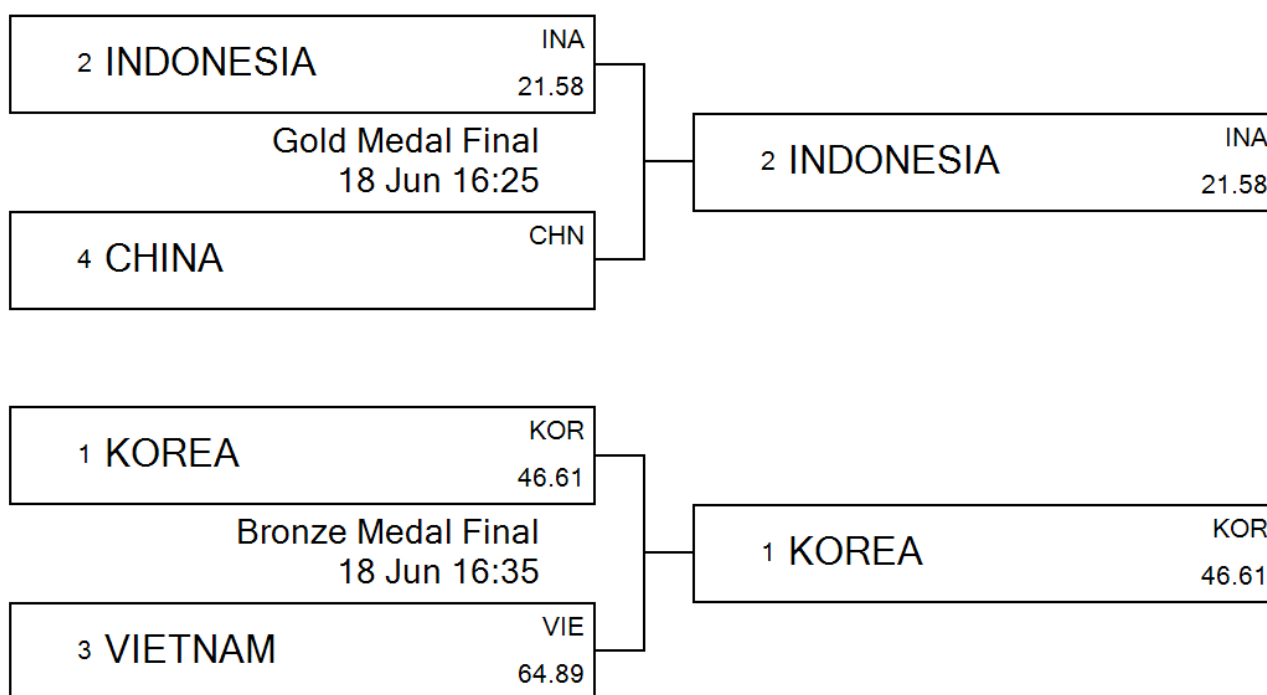 2 INDONESIA INA
21.58
Gold Medal Final
18 Jun 16:25
4 CHINA CHN
2 INDONESIA INA
21.58
1 KOREA KOR
46.61
Bronze Medal Final
18 Jun 16:35
3 VIETNAM VIE
64.89
1 KOREA KOR
46.61